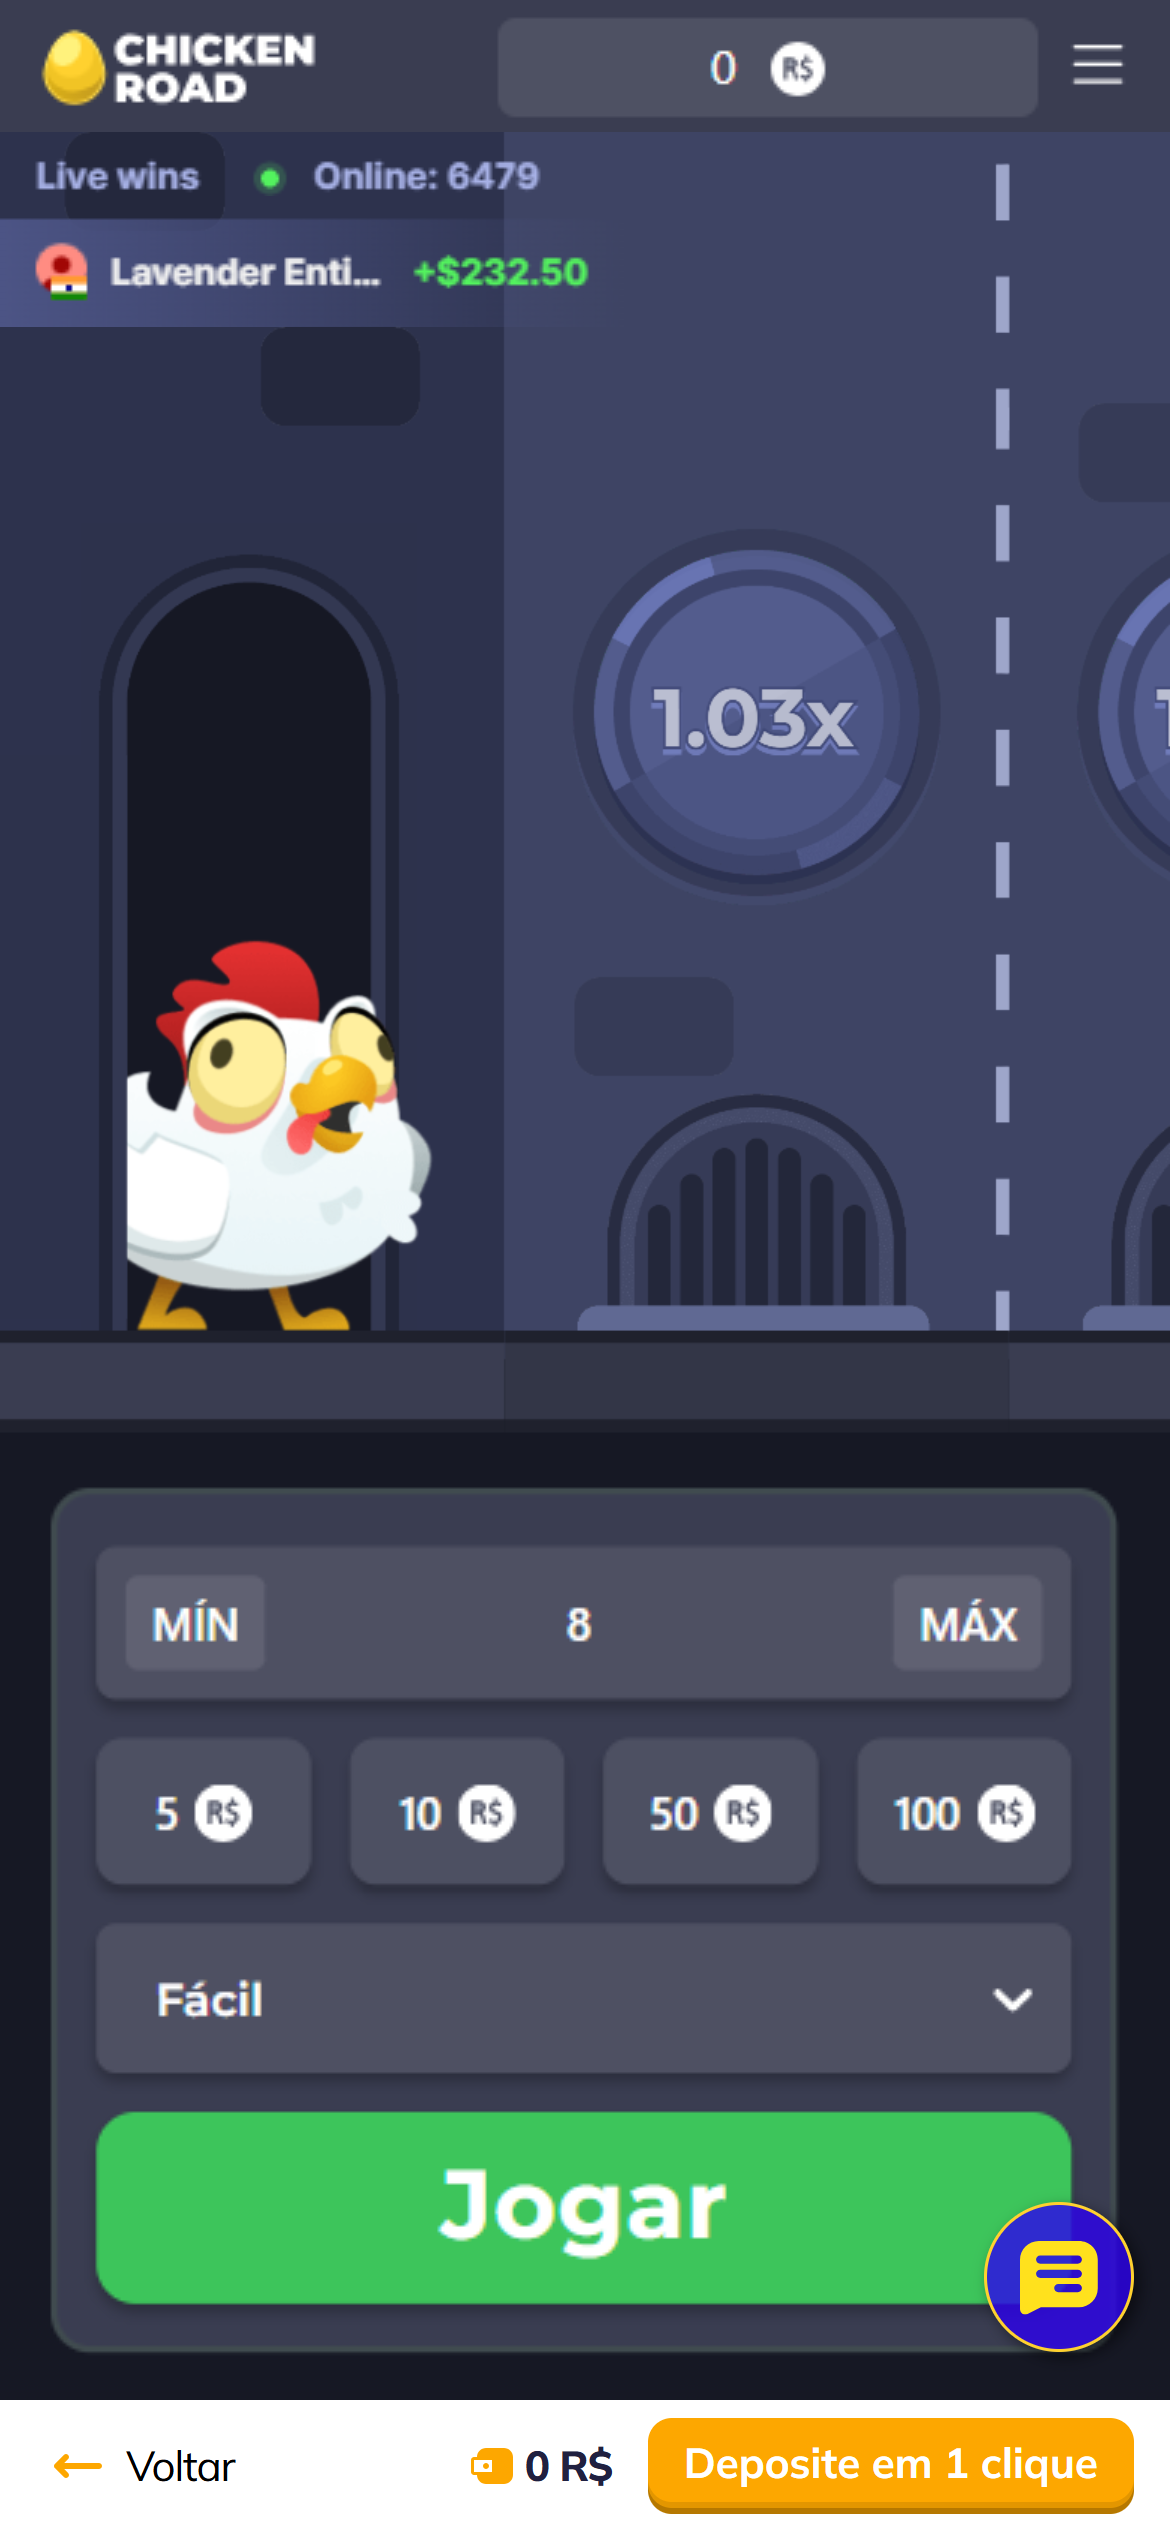 CHICKEN
ROAD
0 R$
Live wins Online: 6479
Lavender Enti... +$232.50
1.03x
1
MÍN 8 MÁX
5 R$ 10 R$ 50 R$ 100 R$
Fácil
Jogar
Voltar 0 R$ Deposite em 1 clique